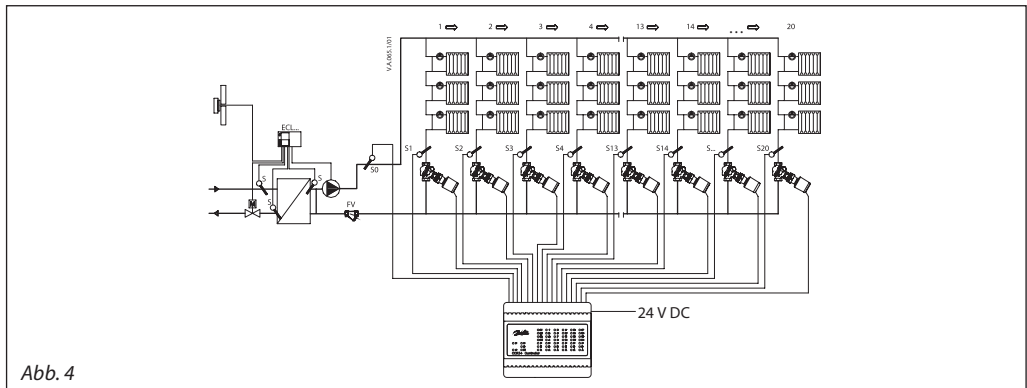 1 2 3 4 13 14 ... 20
V.A.065.1/01
ECL...
S1 S2 S3 S4 S13 S14 S... S20
S0
S S
S
M
FV
24 V DC
Danfoss
Abb. 4